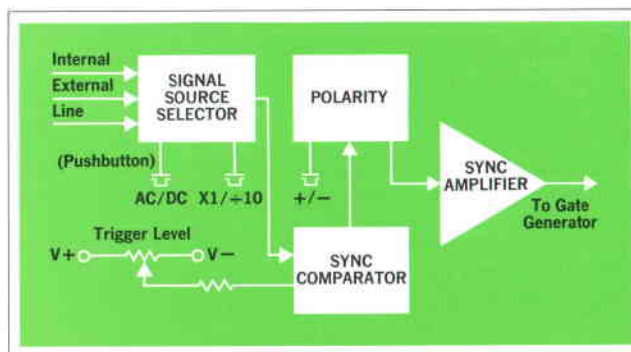 Internal
External
Line
SIGNAL
SOURCE
SELECTOR
POLARITY
(Pushbutton)
AC/DC X1/÷10
+/−
SYNC
AMPLIFIER
To Gate
Generator
Trigger Level
V+
V−
SYNC
COMPARATOR